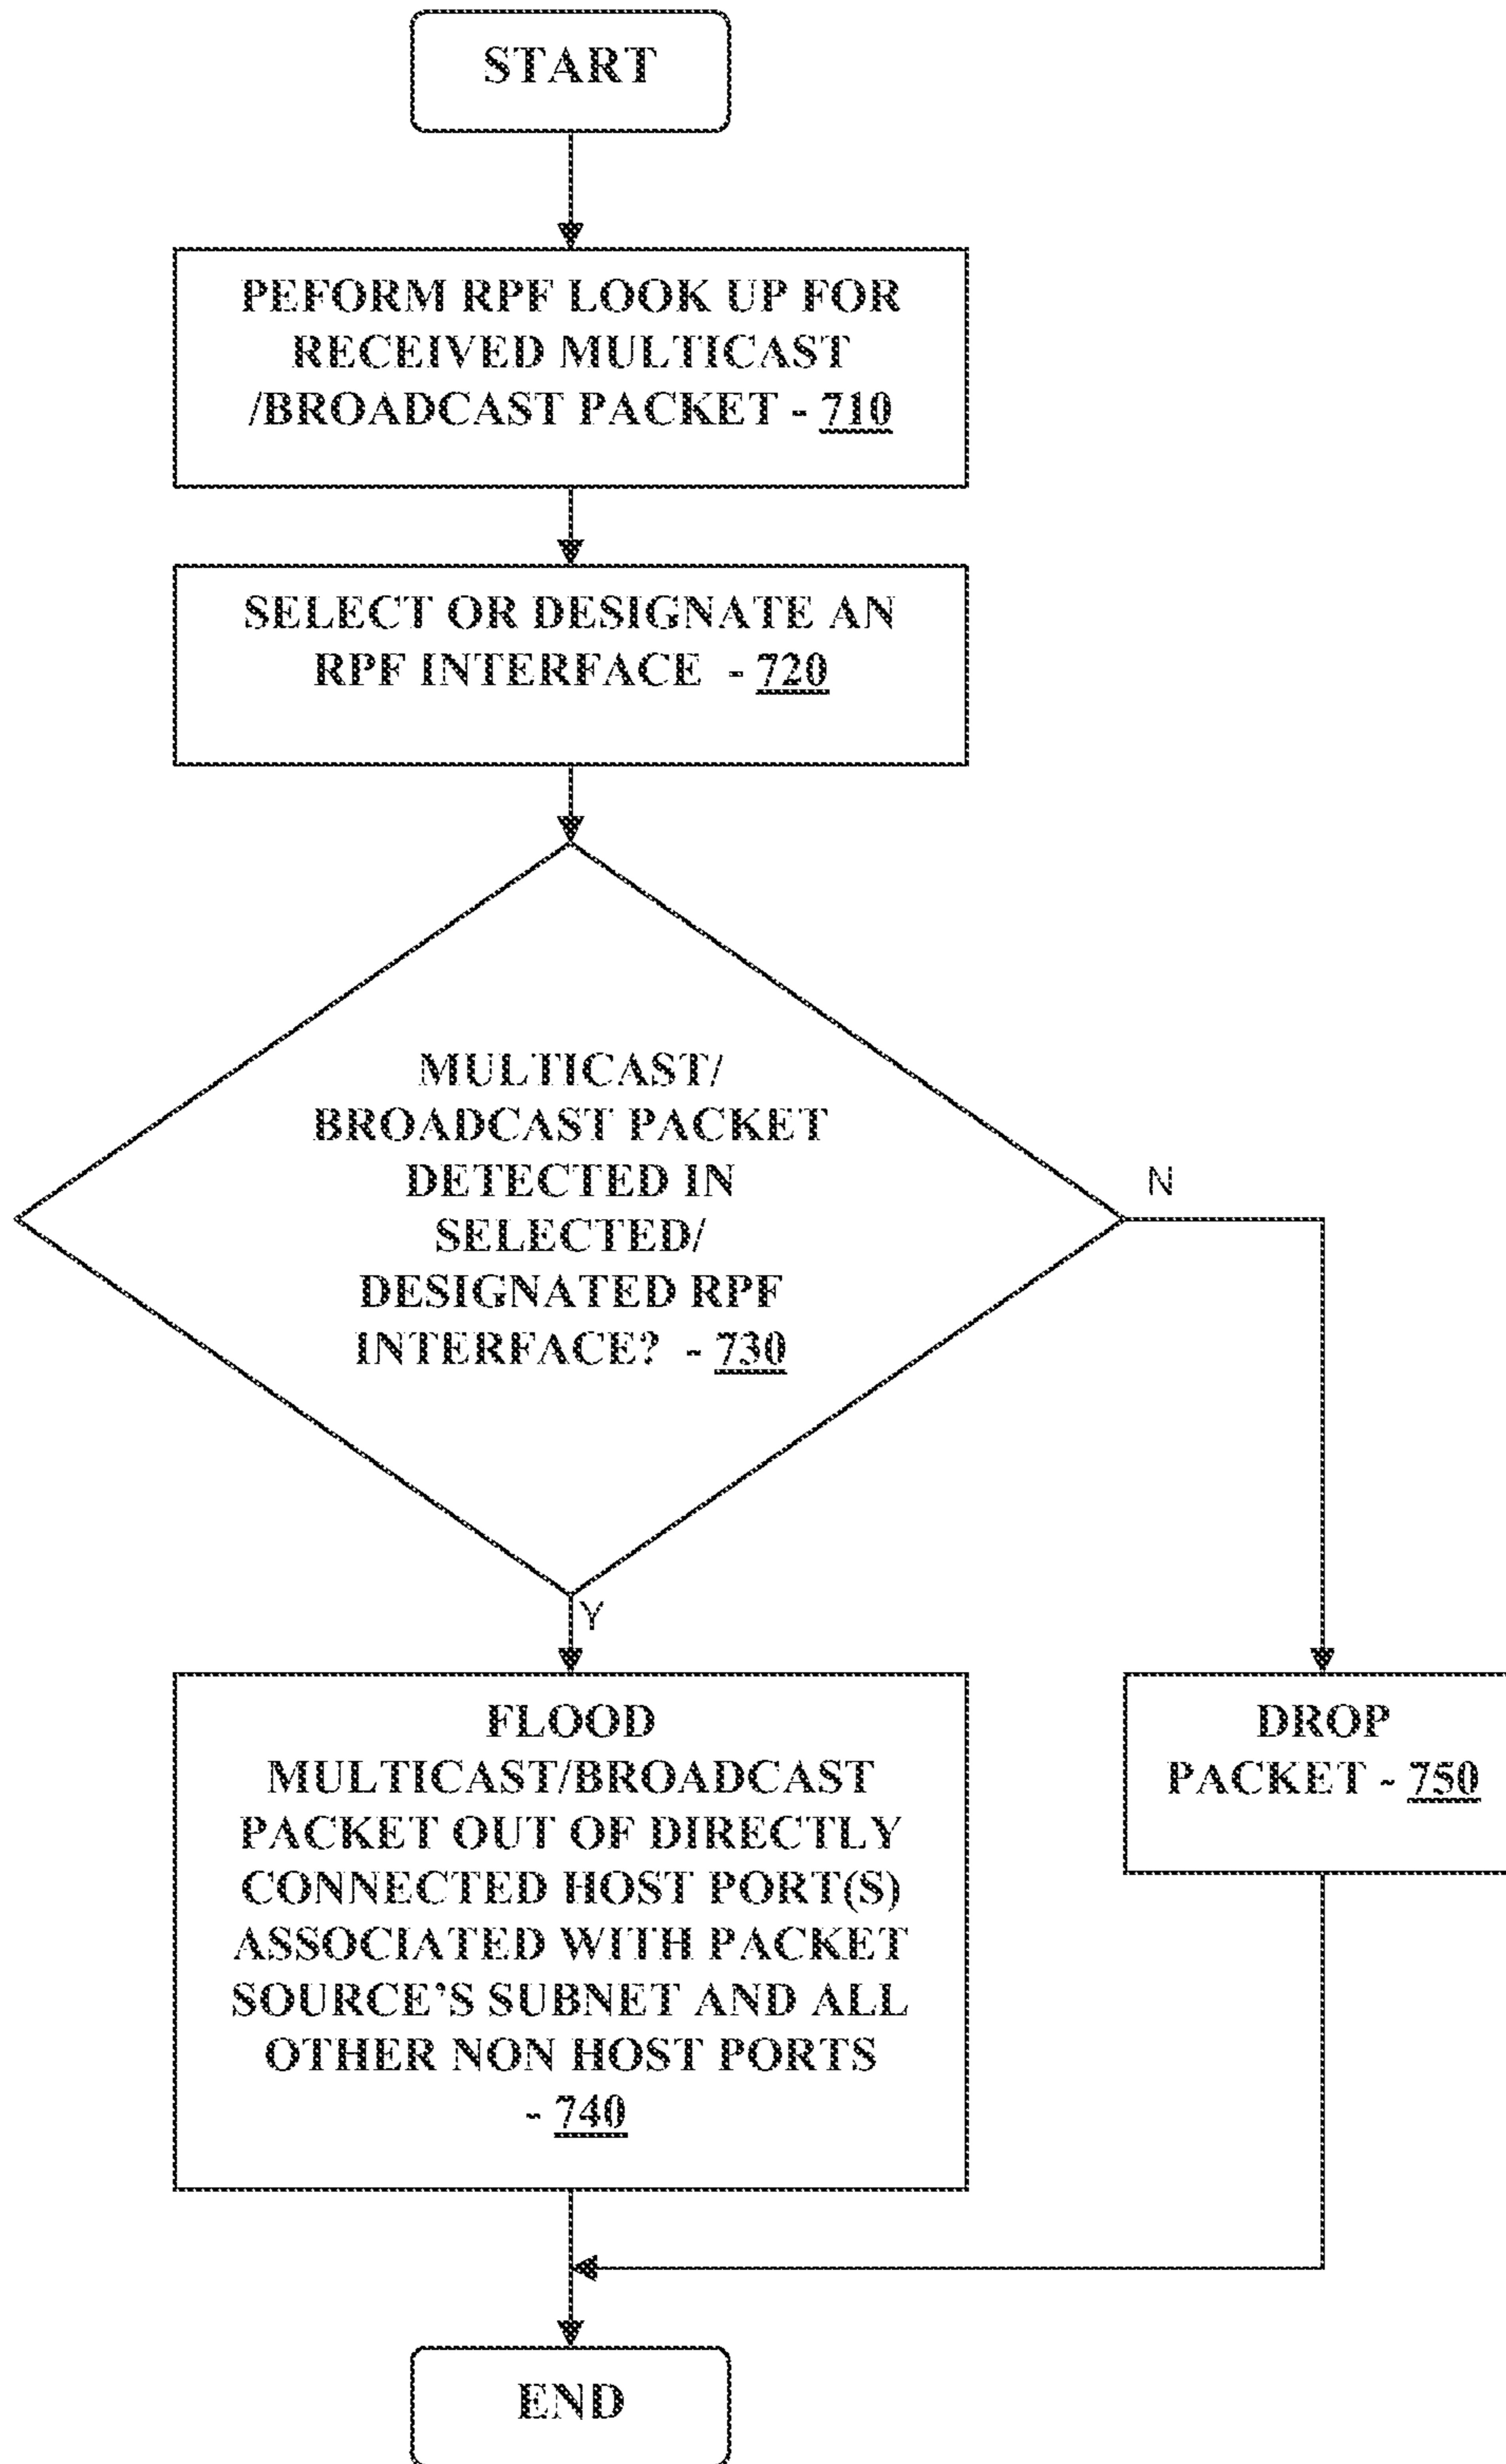 START
PEFORM RPF LOOK UP FOR
RECEIVED MULTICAST
/BROADCAST PACKET - 710
SELECT OR DESIGNATE AN
RPF INTERFACE - 720
MULTICAST/
BROADCAST PACKET
DETECTED IN
SELECTED/
DESIGNATED RPF
INTERFACE? - 730
N
Y
FLOOD
MULTICAST/BROADCAST
PACKET OUT OF DIRECTLY
CONNECTED HOST PORT(S)
ASSOCIATED WITH PACKET
SOURCE'S SUBNET AND ALL
OTHER NON HOST PORTS
- 740
DROP
PACKET - 750
END